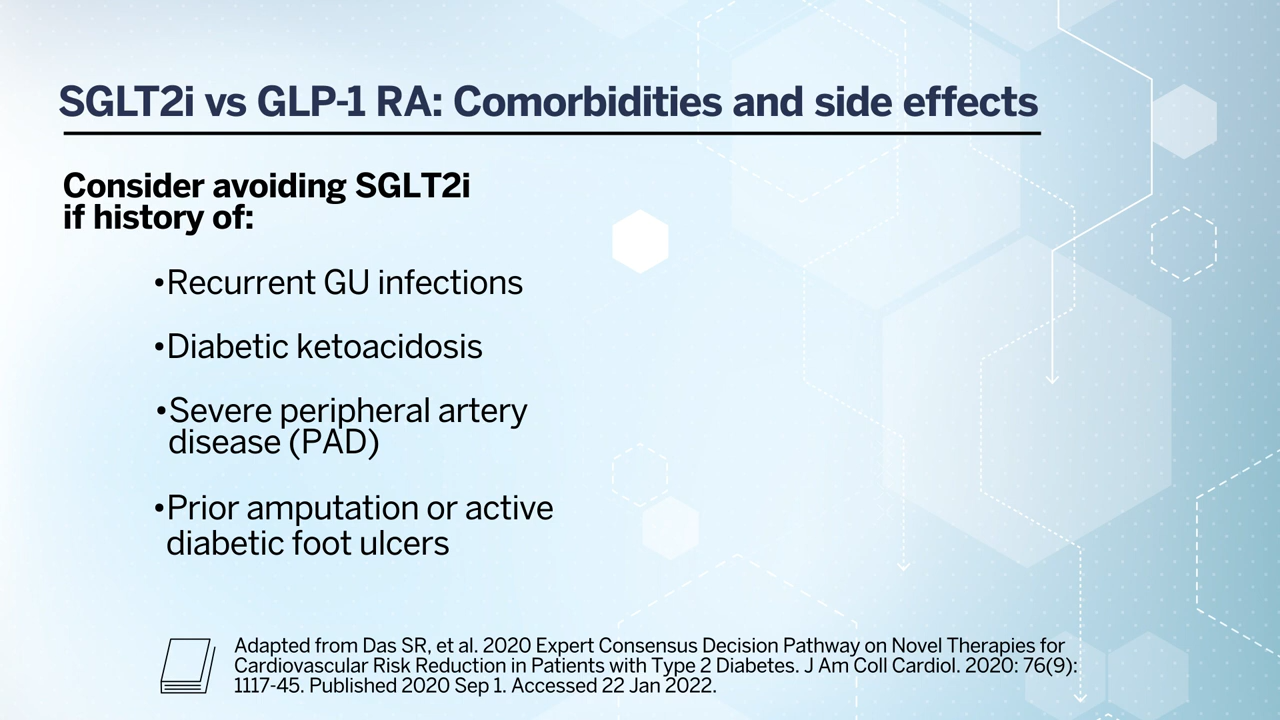 SGLT2i vs GLP-1 RA: Comorbidities and side effects
Consider avoiding SGLT2i
if history of:
•Recurrent GU infections
•Diabetic ketoacidosis
•Severe peripheral artery
disease (PAD)
•Prior amputation or active
diabetic foot ulcers
Adapted from Das SR, et al. 2020 Expert Consensus Decision Pathway on Novel Therapies for
Cardiovascular Risk Reduction in Patients with Type 2 Diabetes. J Am Coll Cardiol. 2020: 76(9):
1117-45. Published 2020 Sep 1. Accessed 22 Jan 2022.